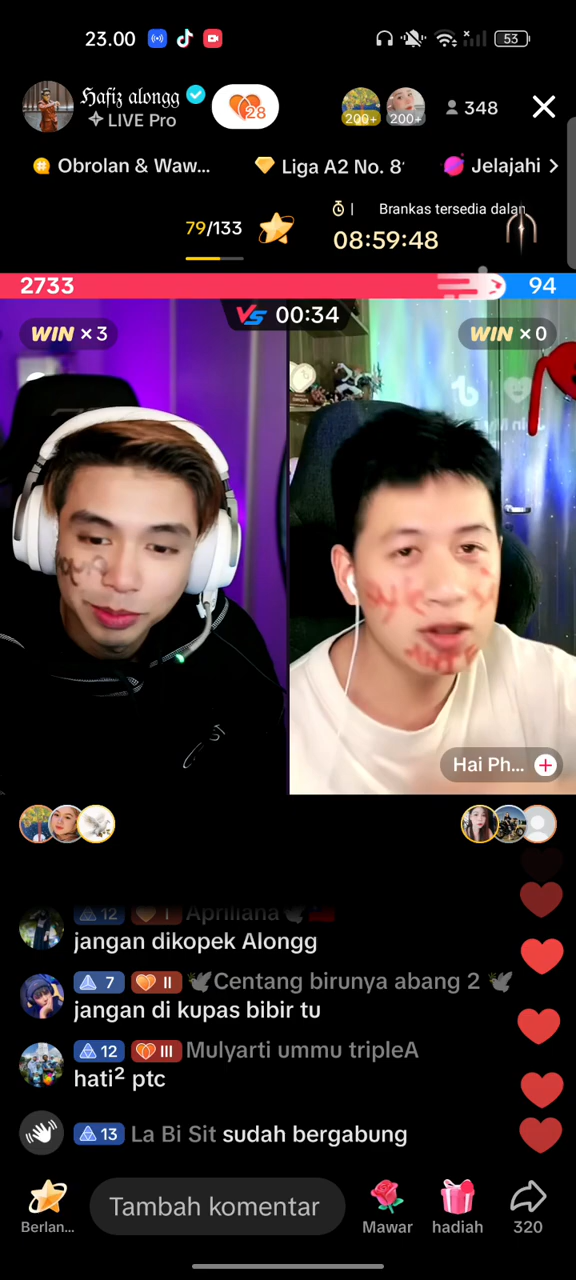 23.00
53
Hafiz alongg
LIVE Pro
28
200+
200+
348
Obrolan & Waw...
Liga A2 No. 8
Jelajahi
79/133
Brankas tersedia dalan
08:59:48
2733
94
VS 00:34
WIN × 3
WIN × 0
Hai Ph...
12 I Apriliana
jangan dikopek Alongg
7 II 🕊Centang birunya abang 2 🕊
jangan di kupas bibir tu
12 III Mulyarti ummu tripleA
hati² ptc
13 La Bi Sit sudah bergabung
Berlan...
Tambah komentar
Mawar
hadiah
320